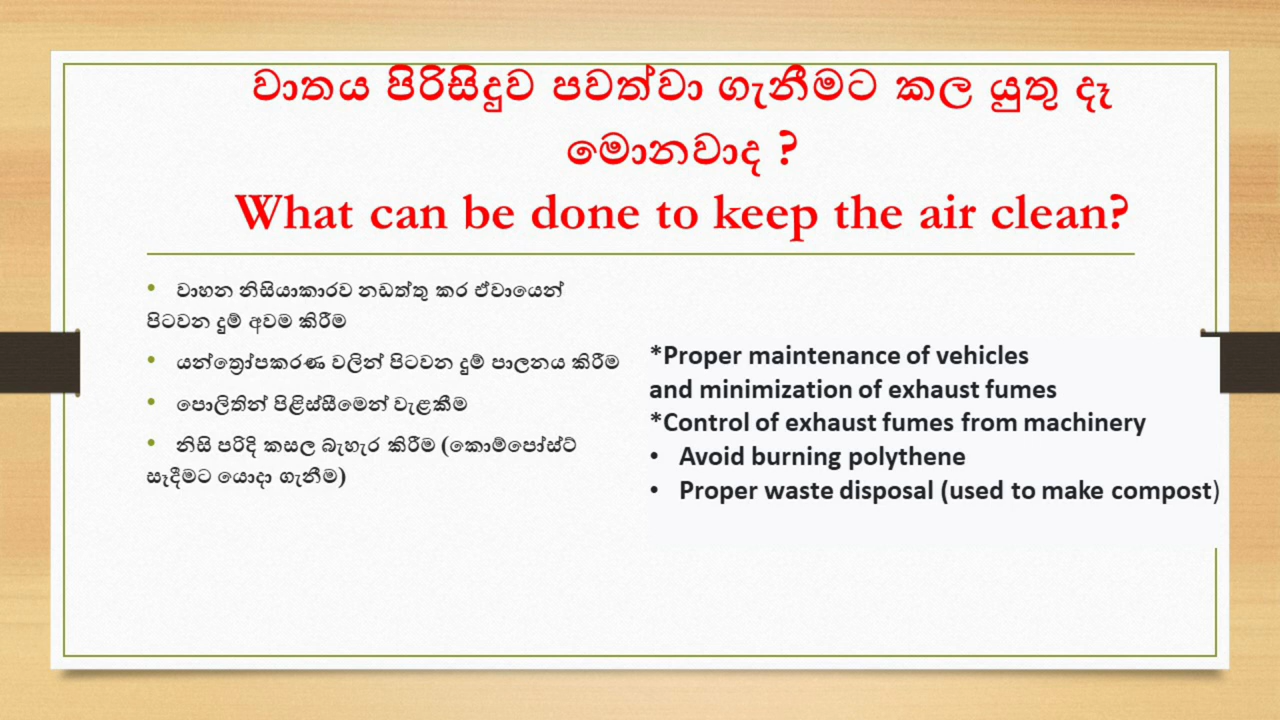 වාතය පිරිසිදුව පවත්වා ගැනීමට කල යුතු දෑ
මොනවාද ?
What can be done to keep the air clean?
• වාහන නිසියාකාරව නඩත්තු කර ඒවායෙන්
පිටවන දුම් අවම කිරීම
• යන්ත්‍රෝපකරණ වලින් පිටවන දුම් පාලනය කිරීම
• පොලිතින් පිළිස්සීමෙන් වැළකීම
• නිසි පරිදි කසල බැහැර කිරීම (කොම්පෝස්ට්
සෑදීමට යොදා ගැනීම)
*Proper maintenance of vehicles
and minimization of exhaust fumes
*Control of exhaust fumes from machinery
• Avoid burning polythene
• Proper waste disposal (used to make compost)